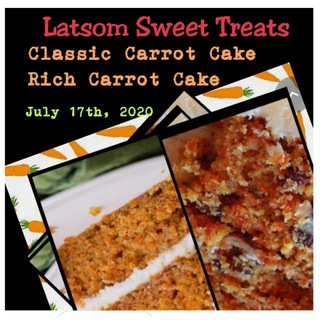 Latsom Sweet Treats
Classic Carrot Cake
Rich Carrot Cake
July 17th, 2020